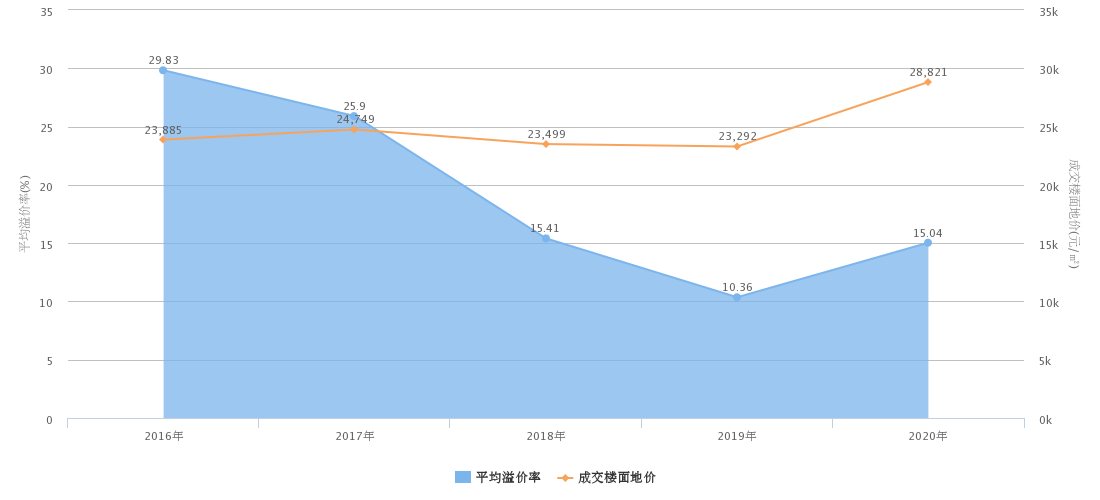 35
30
25
20
15
10
5
0
平均溢价率(%)
29.83
25.9
15.41
10.36
15.04
23,885
24,749
23,499
23,292
28,821
35k
30k
25k
20k
15k
10k
5k
0k
成交楼面地价(元/㎡)
2016年
2017年
2018年
2019年
2020年
平均溢价率
成交楼面地价